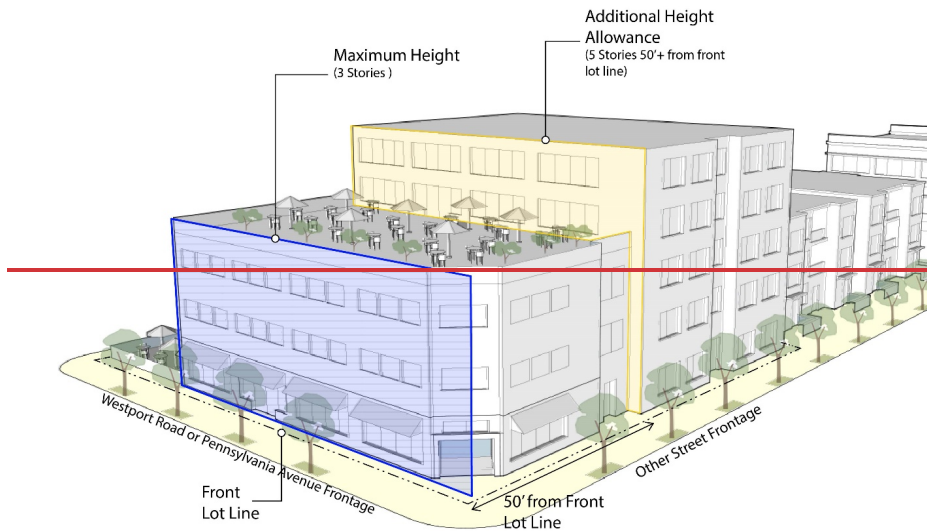 Additional Height
Allowance
(5 Stories 50'+ from front
lot line)
Maximum Height
(3 Stories )
Westport Road or Pennsylvania Avenue Frontage
Other Street Frontage
Front
Lot Line
50' from Front
Lot Line